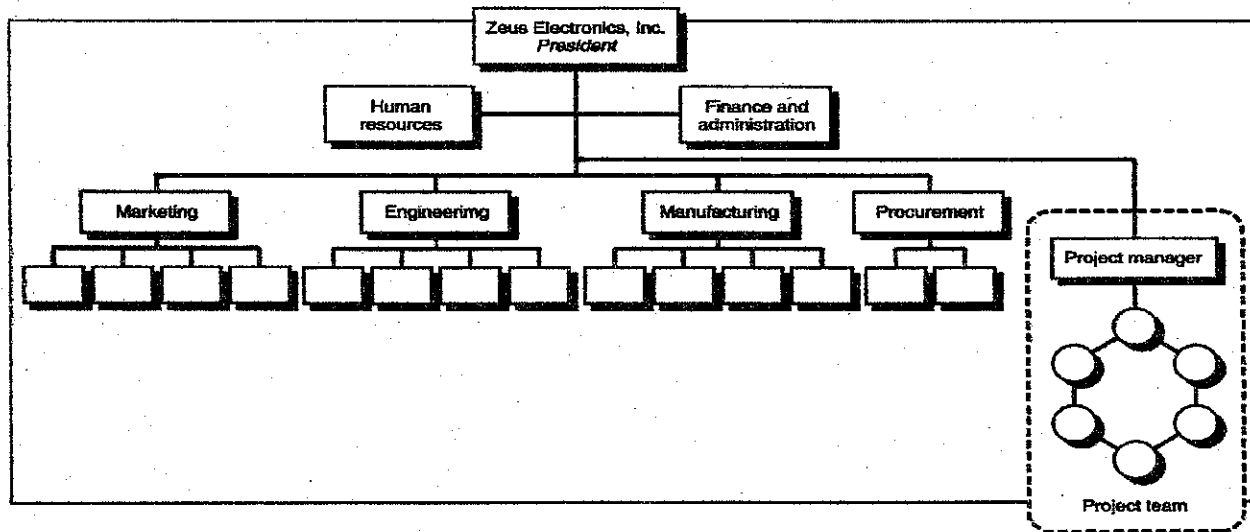 Zeus Electronics, Inc.
President
Human
resources
Finance and
administration
Marketing
Engineerimg
Manufacturing
Procurement
Project manager
Project team